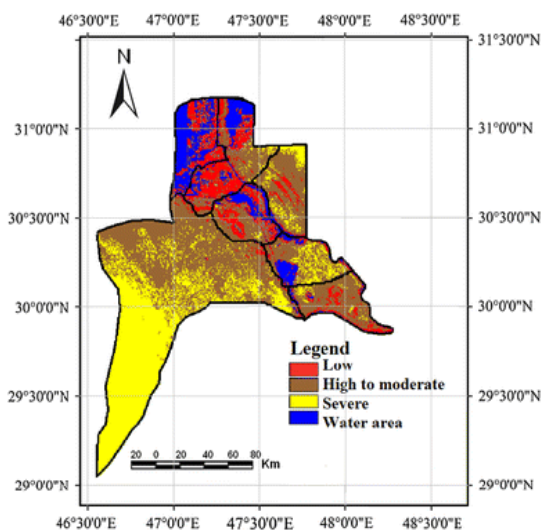 46°30'0"E 47°0'0"E 47°30'0"E 48°0'0"E 48°30'0"E
31°30'0"N
N
31°0'0"N 31°0'0"N
30°30'0"N 30°30'0"N
30°0'0"N 30°0'0"N
Legend
Low
High to moderate
29°30'0"N Severe 29°30'0"N
Water area
20 0 20 40 60 80
Km
29°0'0"N 29°0'0"N
46°30'0"E 47°0'0"E 47°30'0"E 48°0'0"E 48°30'0"E